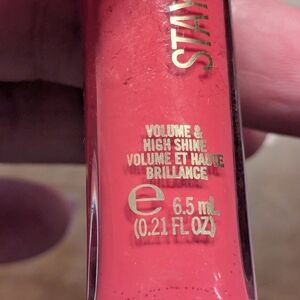 STAY
VOLUME &
HIGH SHINE
VOLUME ET HAUTE
BRILLANCE
e 6.5 mL
(0.21 FL OZ)